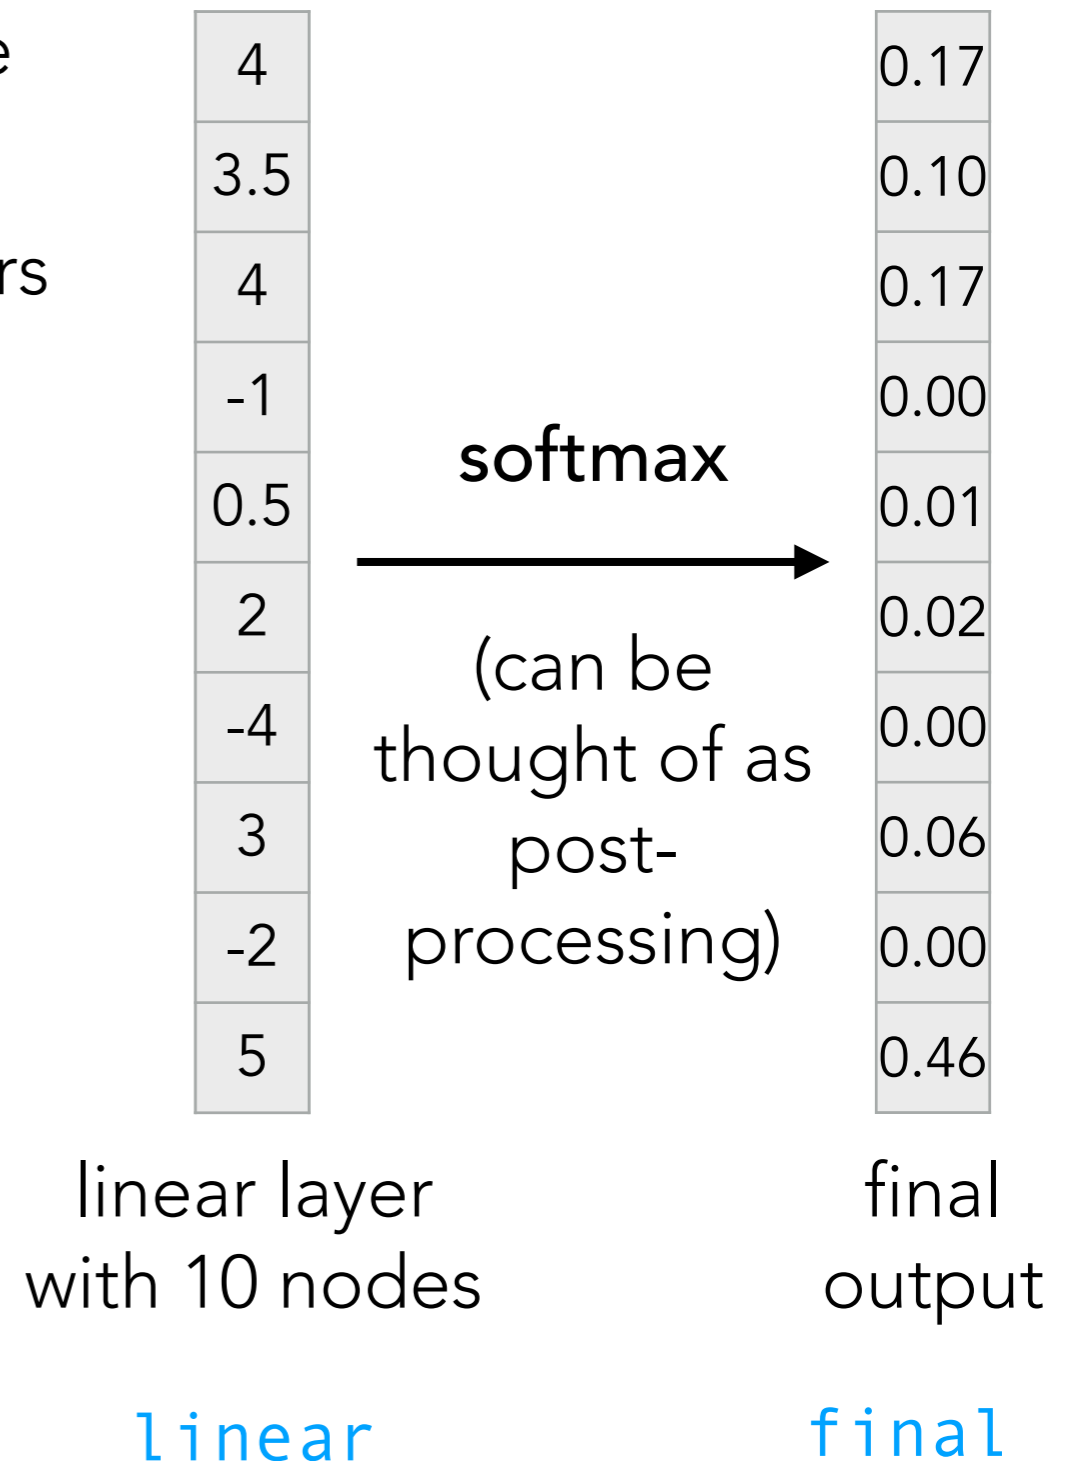 e
rs
4
3.5
4
-1
0.5
2
-4
3
-2
5
softmax
(can be
thought of as
post-
processing)
0.17
0.10
0.17
0.00
0.01
0.02
0.00
0.06
0.00
0.46
linear layer
with 10 nodes
final
output
linear
final